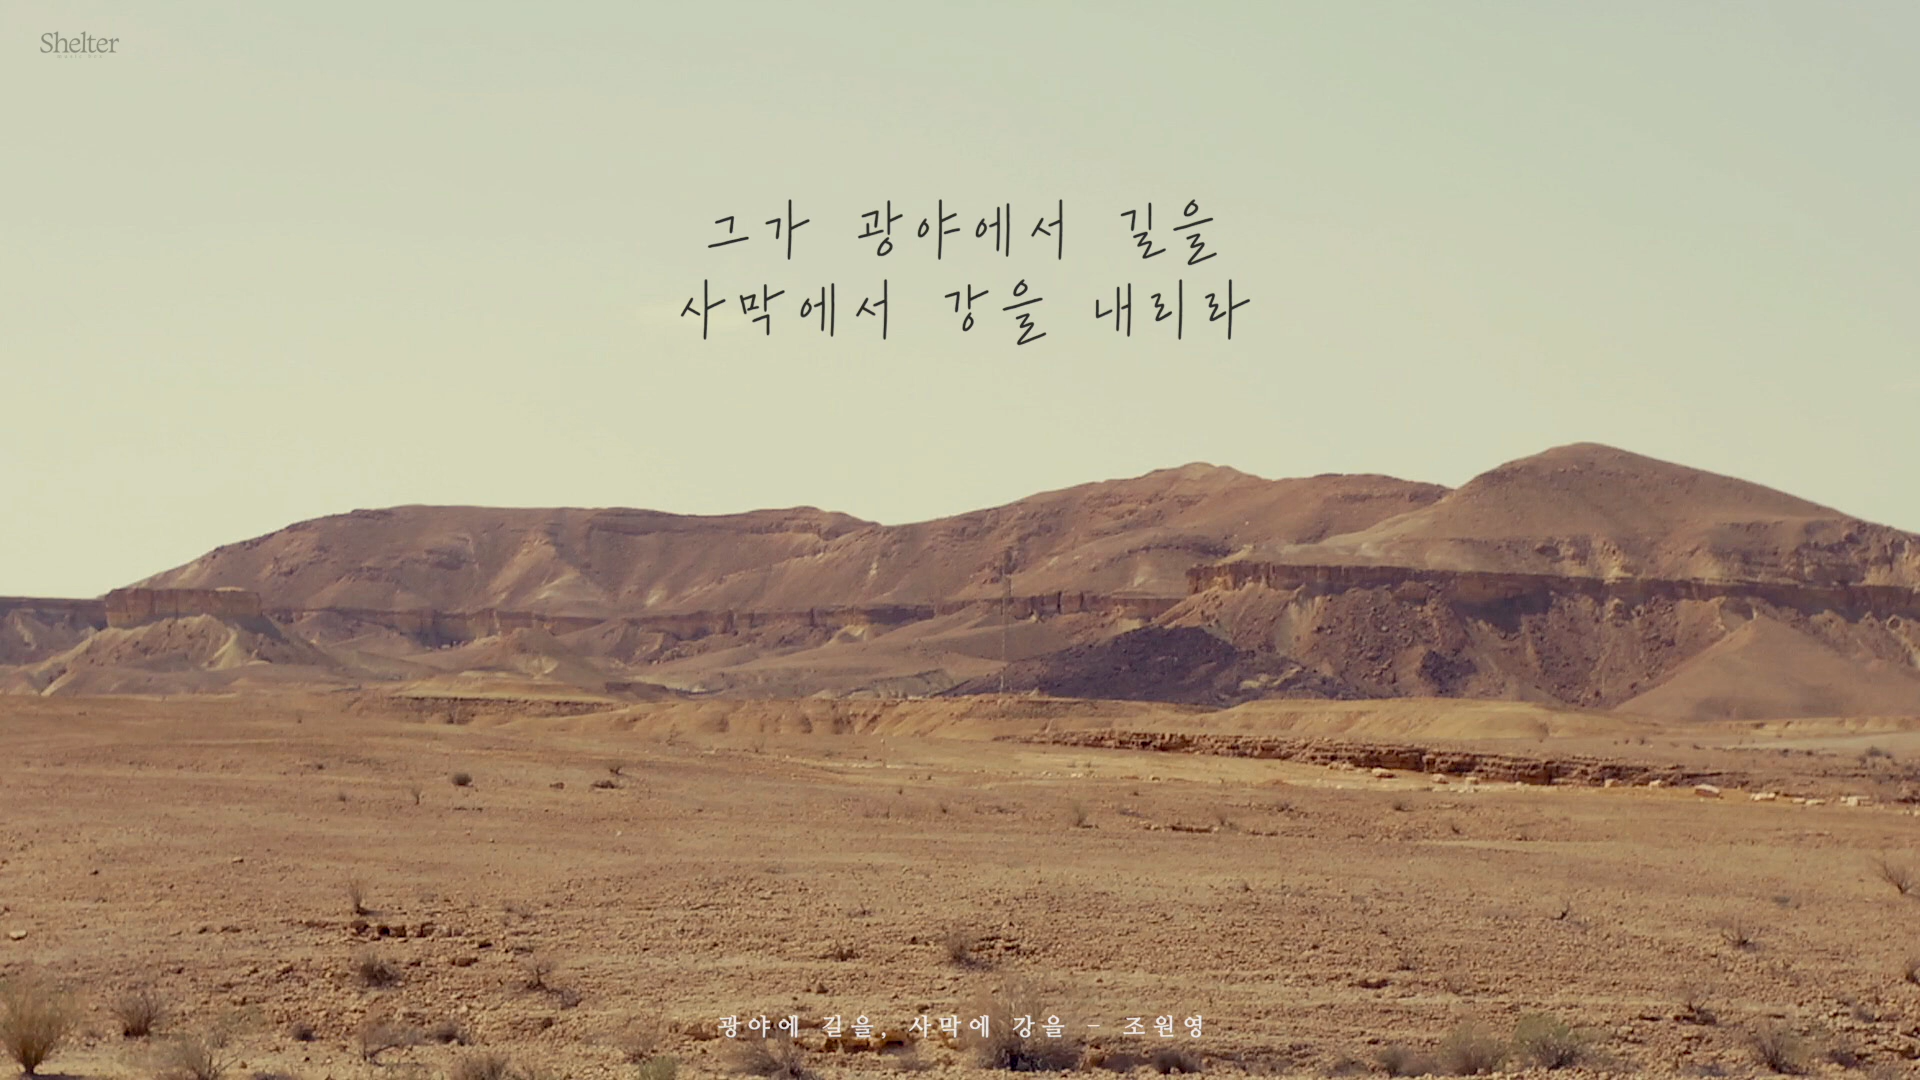 Shelter
그가 광야에서 길을
사막에서 강을 내리라
광야에 길을, 사막에 강을 - 조원영